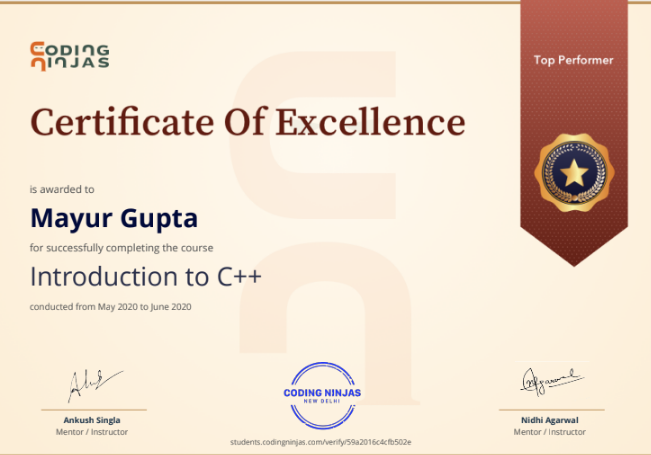 CODING
NINJAS
Top Performer
Certificate Of Excellence
is awarded to
Mayur Gupta
for successfully completing the course
Introduction to C++
conducted from May 2020 to June 2020
CODING NINJAS
NEW DELHI
Ankush Singla
Mentor / Instructor
Nidhi Agarwal
Mentor / Instructor
students.codingninjas.com/verify/59a2016c4cfb502e